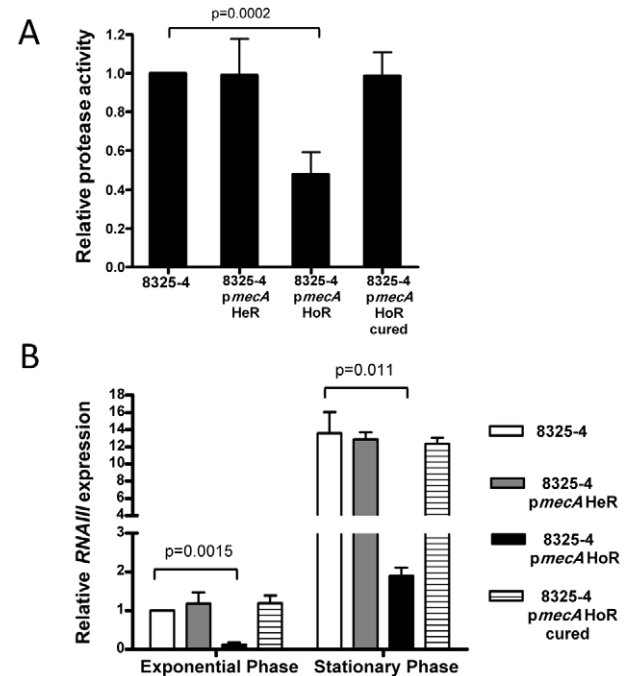 A
p=0.0002
Relative protease activity
1.2
1.0
0.8
0.6
0.4
0.2
0.0
8325-4
8325-4
pmecA
HeR
8325-4
pmecA
HoR
8325-4
pmecA
HoR
cured
B
p=0.011
p=0.0015
Relative RNAIII expression
18
16
14
12
10
8
6
4
3
2
1
0
Exponential Phase
Stationary Phase
8325-4
8325-4
pmecA HeR
8325-4
pmecA HoR
8325-4
pmecA HoR
cured